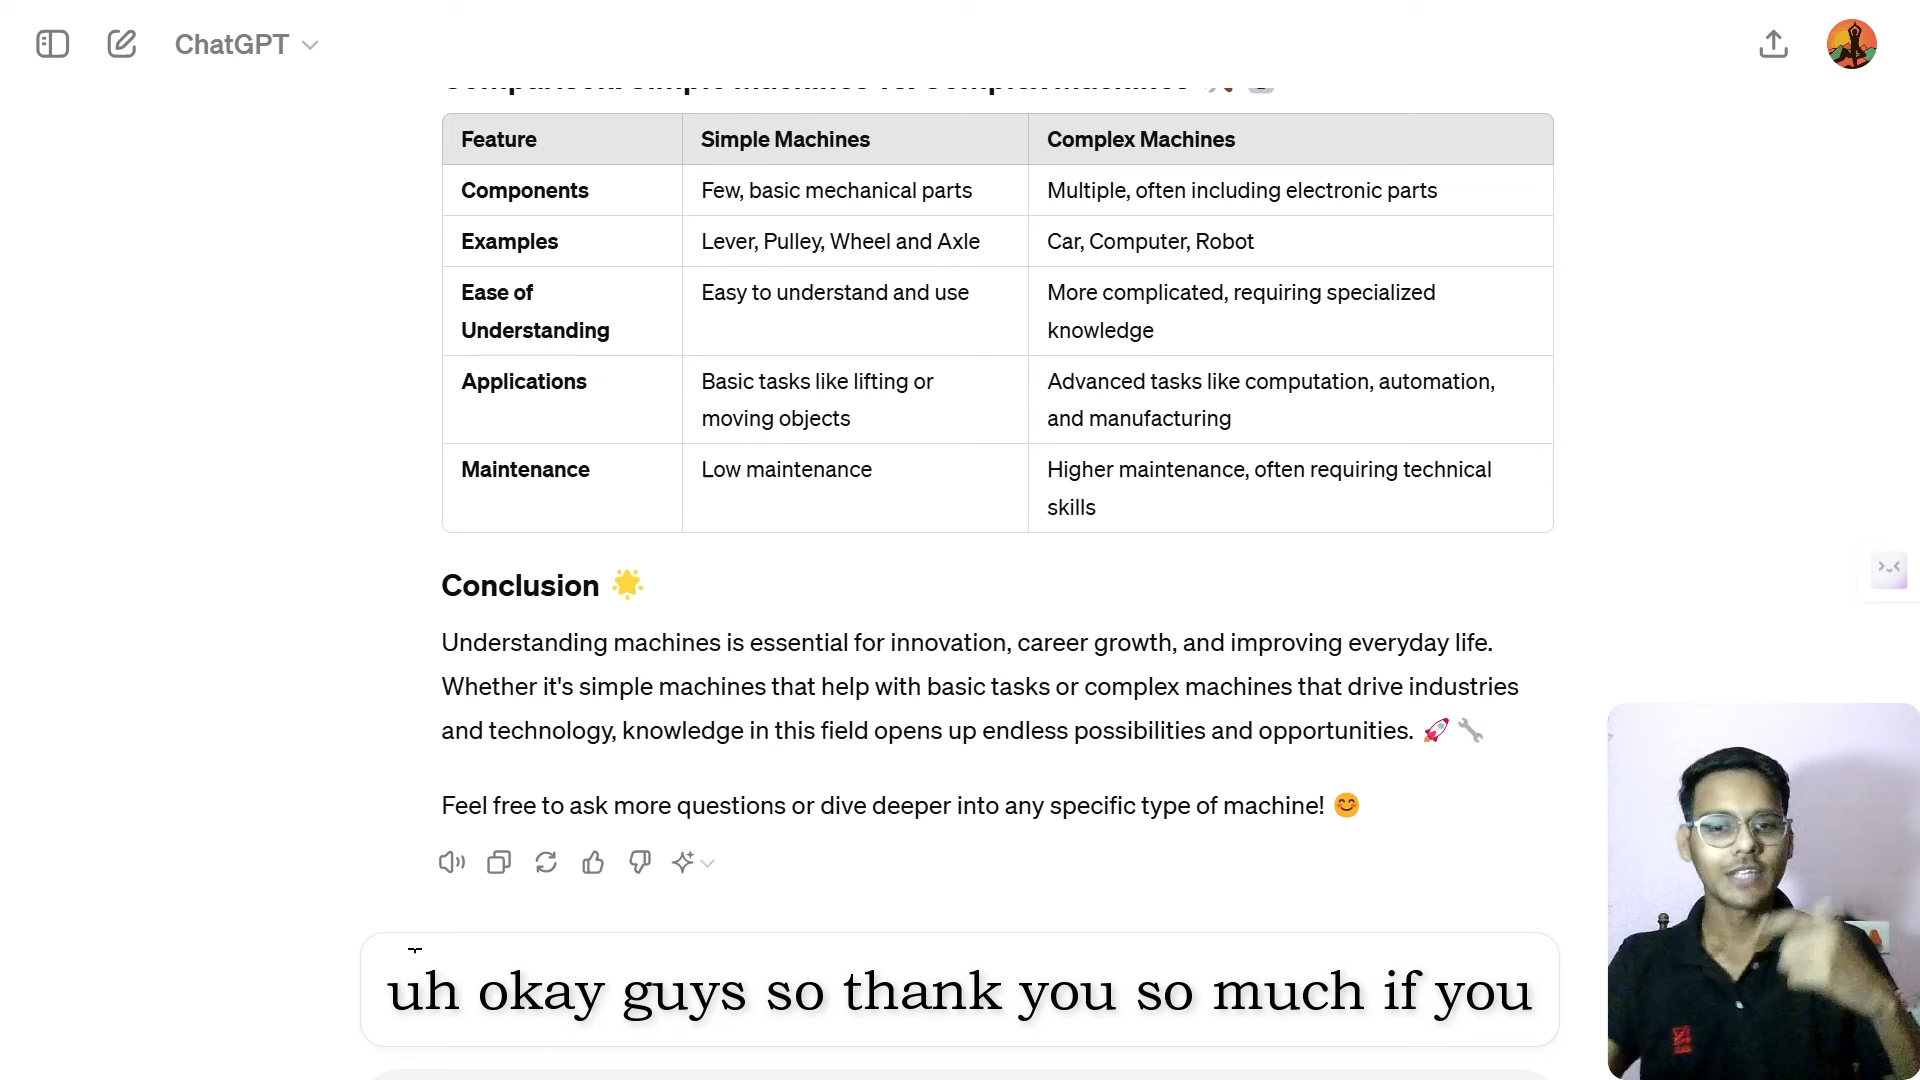 ChatGPT
Comparison: Simple Machines vs. Complex Machines
Feature Simple Machines Complex Machines
Components Few, basic mechanical parts Multiple, often including electronic parts
Examples Lever, Pulley, Wheel and Axle Car, Computer, Robot
Ease of Easy to understand and use More complicated, requiring specialized
Understanding knowledge
Applications Basic tasks like lifting or Advanced tasks like computation, automation,
moving objects and manufacturing
Maintenance Low maintenance Higher maintenance, often requiring technical
skills
Conclusion 🌟
Understanding machines is essential for innovation, career growth, and improving everyday life.
Whether it's simple machines that help with basic tasks or complex machines that drive industries
and technology, knowledge in this field opens up endless possibilities and opportunities. 🚀🔧
Feel free to ask more questions or dive deeper into any specific type of machine! 😊
uh okay guys so thank you so much if you